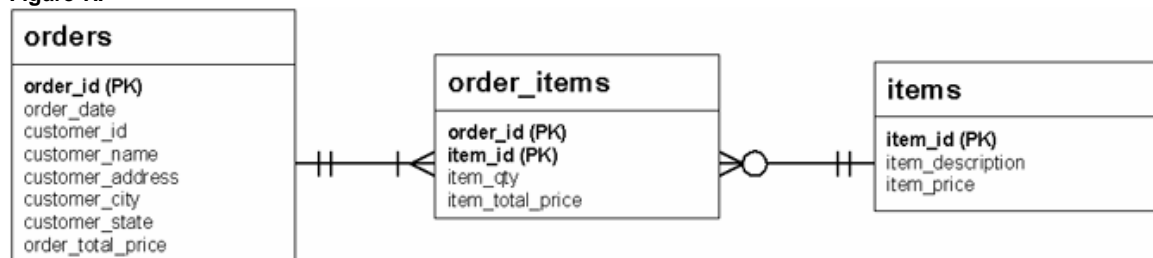 orders
order_id (PK)
order_date
customer_id
customer_name
customer_address
customer_city
customer_state
order_total_price
order_items
order_id (PK)
item_id (PK)
item_qty
item_total_price
items
item_id (PK)
item_description
item_price